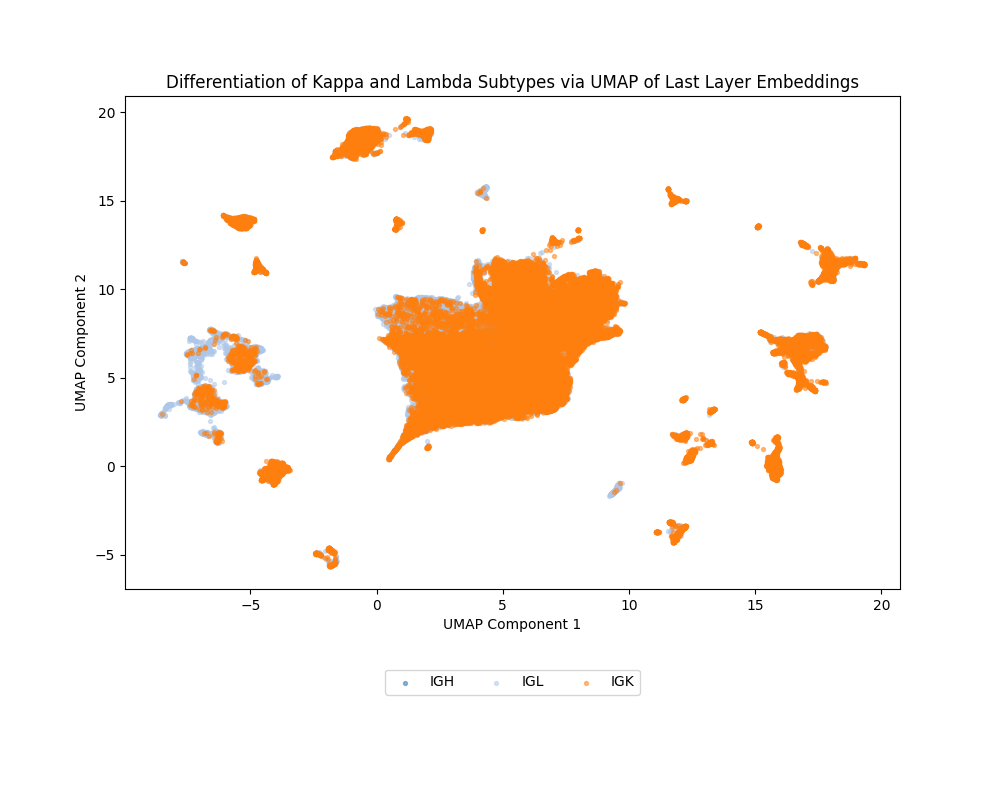 Differentiation of Kappa and Lambda Subtypes via UMAP of Last Layer Embeddings
20
15
10
5
0
−5
UMAP Component 2
−5 0 5 10 15 20
UMAP Component 1
IGH IGL IGK